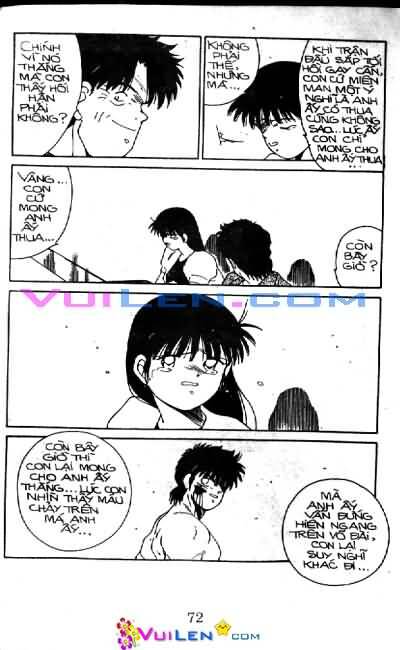 CHÍNH
VÌ NÓ
THẮNG
MÀ CON
THẤY HỐI
HẬN
PHẢI
KHÔNG?
KHÔNG
PHẢI
THẾ,
NHƯNG
MÀ...
KHI TRẬN
ĐẤU SẮP TỚI
HỒI GAY CẤN,
CON CỨ MIÊN
MAN MỘT Ý
NGHĨ LÀ ANH
ẤY CÓ THUA
CŨNG KHÔNG
SAO... LÚC ẤY
CON CHỈ
MONG CHO
ANH ẤY THUA
...
VÂNG...
CON
CỨ
MONG
ANH
ẤY
THUA...
CÒN
BÂY
GIỜ?
VUILEN.COM
CÒN BÂY
GIỜ THÌ
CON LẠI MONG
CHO ANH ẤY
THẮNG... LÚC CON
NHÌN THẤY MÁU
CHẢY TRÊN
MÁ ANH
ẤY...
MÀ
ANH ẤY
VẪN ĐỨNG
HIÊN NGANG
TRÊN VÕ ĐÀI,
CON LẠI
SUY NGHĨ
KHÁC ĐI...
72
VUILEN.COM